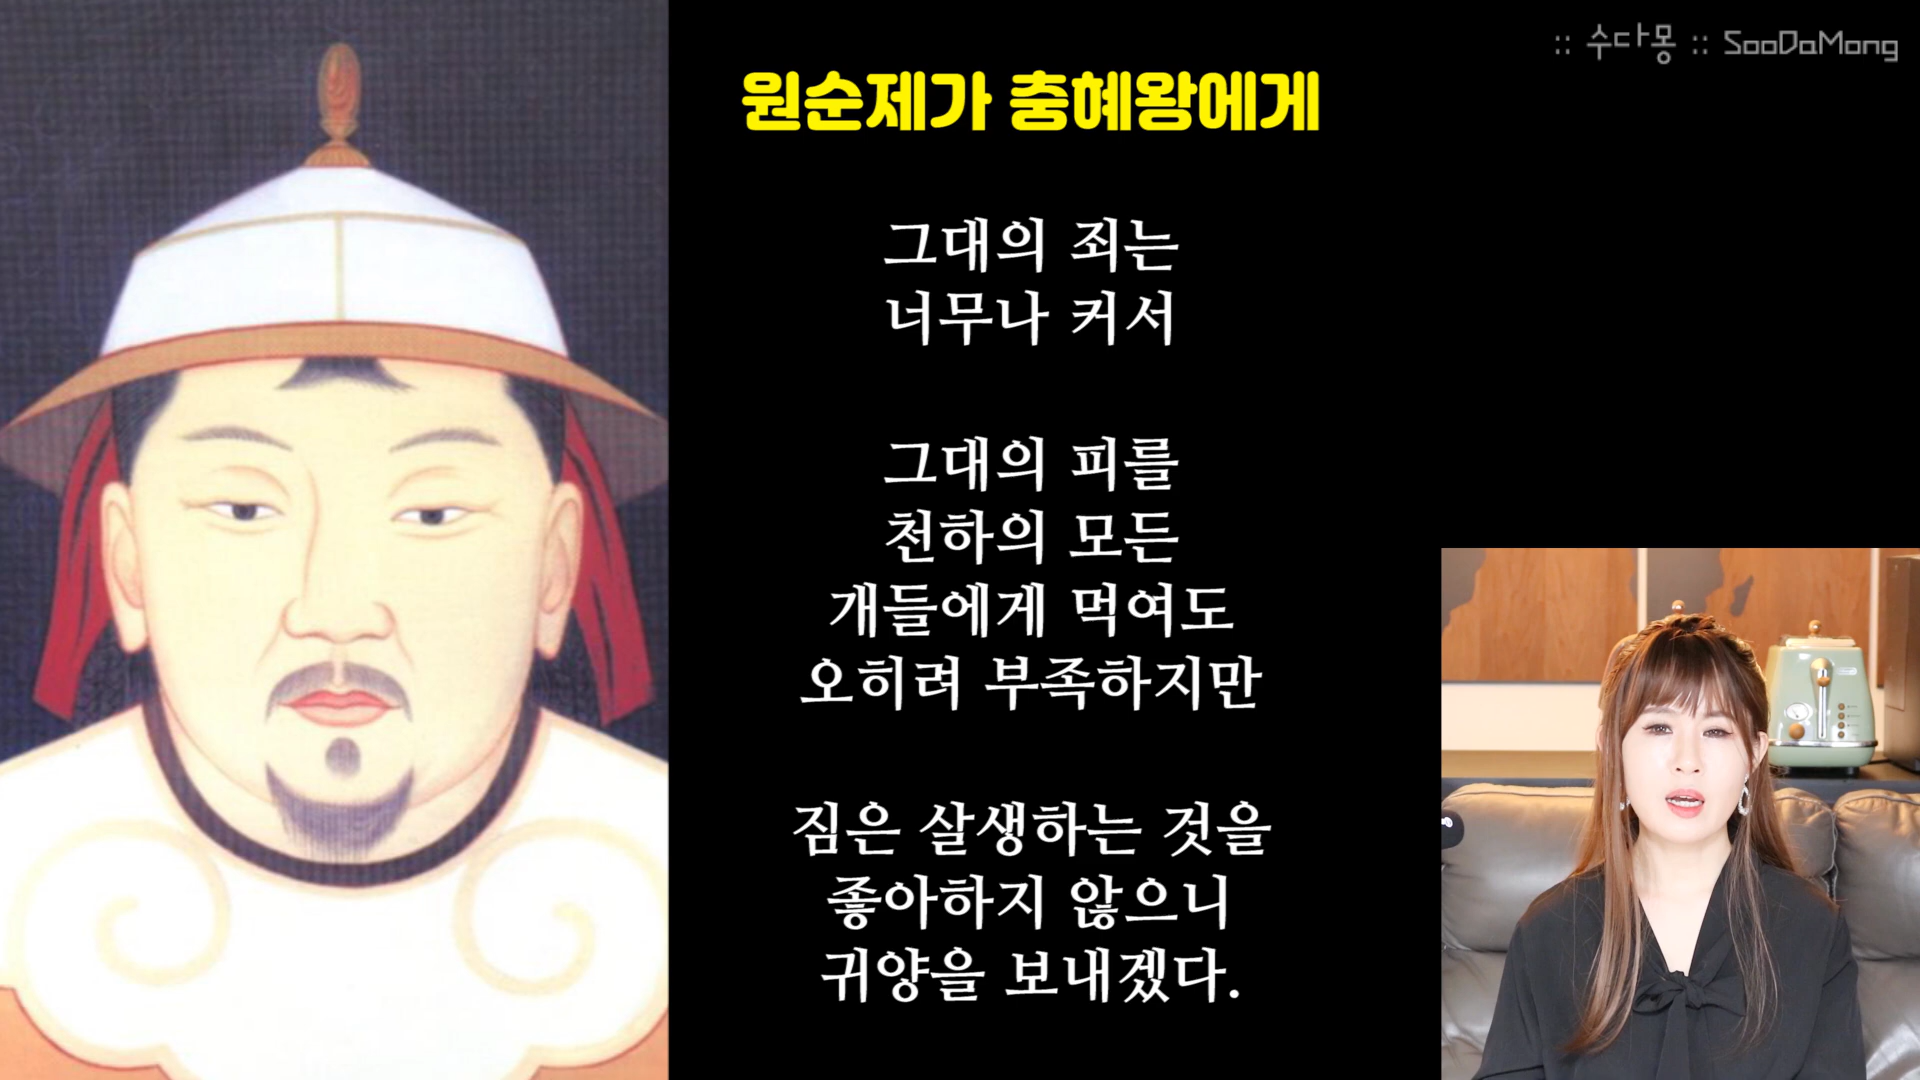 :: 수다몽 :: SooDaMong
원순제가 충혜왕에게
그대의 죄는
너무나 커서
그대의 피를
천하의 모든
개들에게 먹여도
오히려 부족하지만
짐은 살생하는 것을
좋아하지 않으니
귀양을 보내겠다.